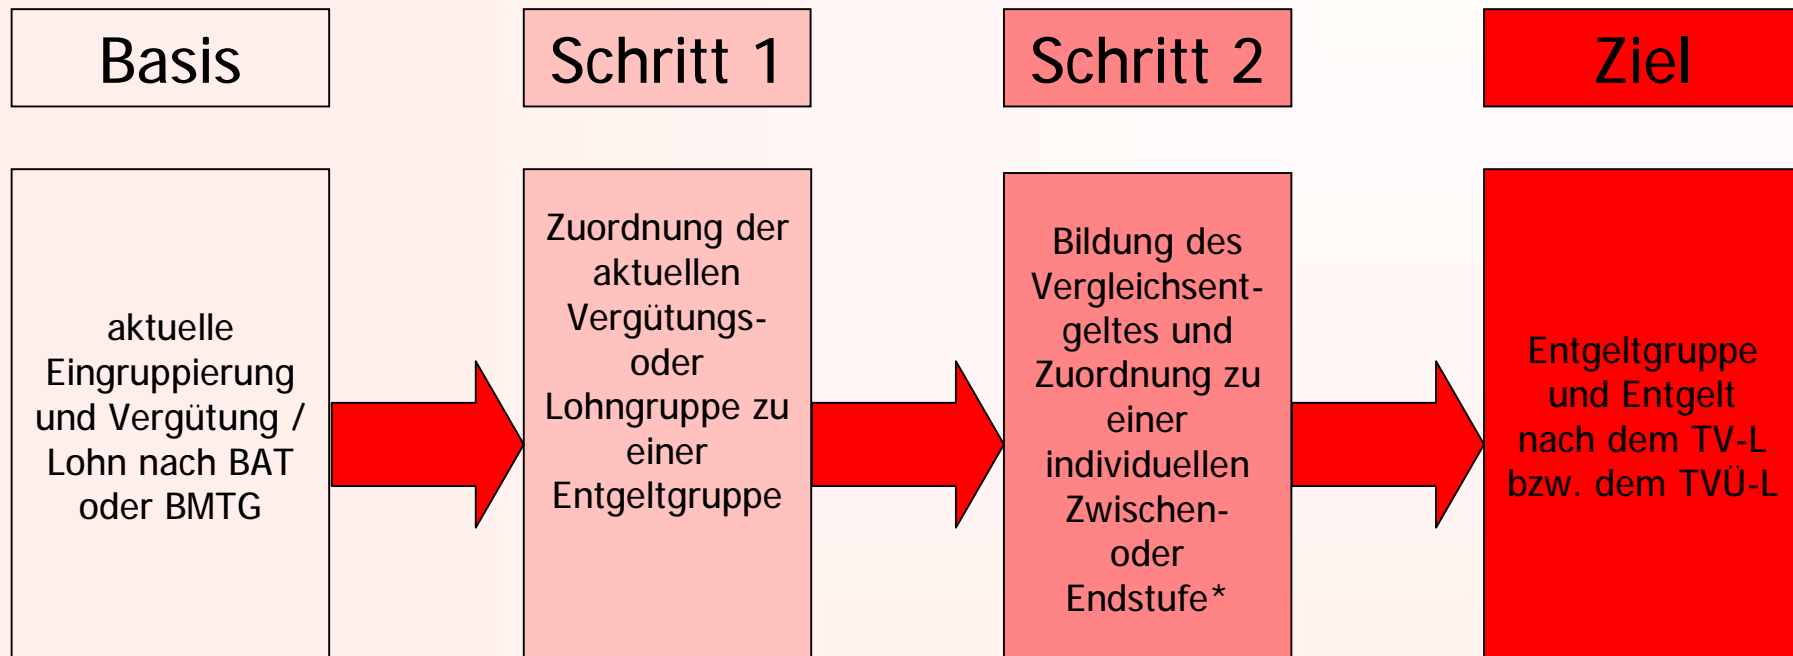 Basis
Schritt 1
Schritt 2
Ziel
aktuelle
Eingruppierung
und Vergütung /
Lohn nach BAT
oder BMTG
Zuordnung der
aktuellen
Vergütungs-
oder
Lohngruppe zu
einer
Entgeltgruppe
Bildung des
Vergleichsent-
geltes und
Zuordnung zu
einer
individuellen
Zwischen-
oder
Endstufe*
Entgeltgruppe
und Entgelt
nach dem TV-L
bzw. dem TVÜ-L